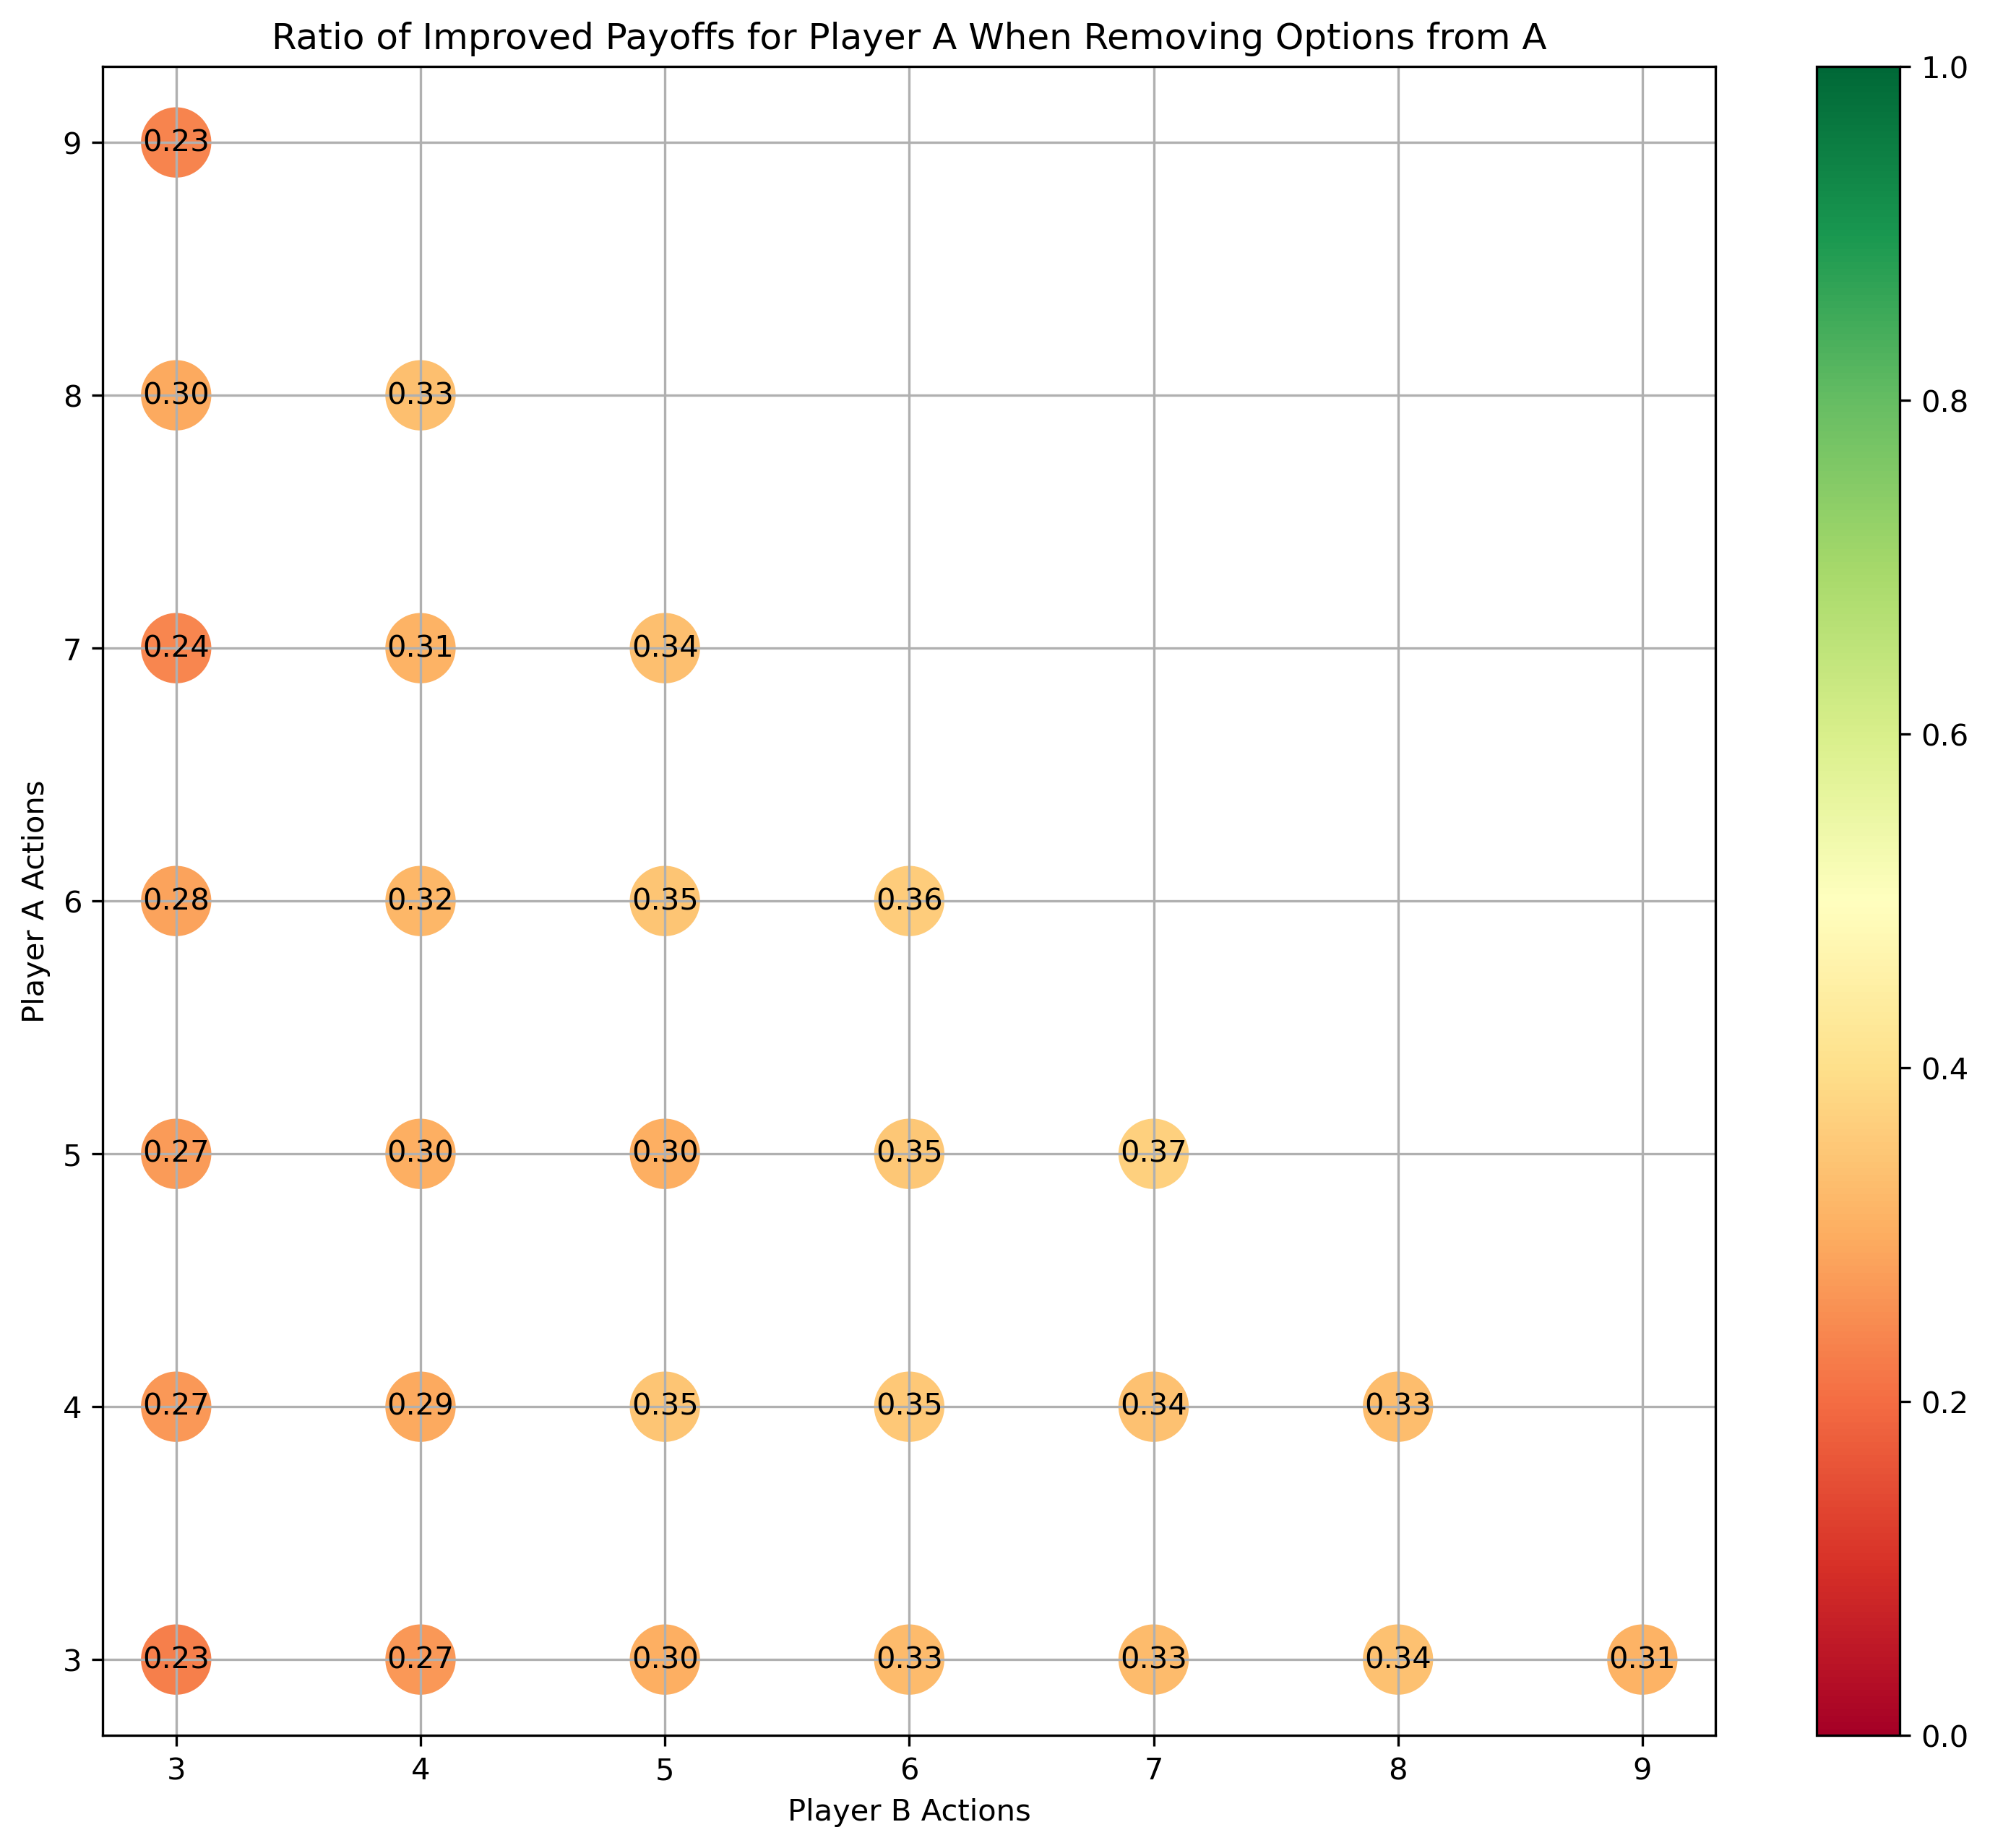 Ratio of Improved Payoffs for Player A When Removing Options from A
1.0
9 0.23
8 0.30 0.33
0.8
7 0.24 0.31 0.34
0.6
Player A Actions
6 0.28 0.32 0.35 0.36
5 0.27 0.30 0.30 0.35 0.37
0.4
4 0.27 0.29 0.35 0.35 0.34 0.33
0.2
3 0.23 0.27 0.30 0.33 0.33 0.34 0.31
0.0
3 4 5 6 7 8 9
Player B Actions